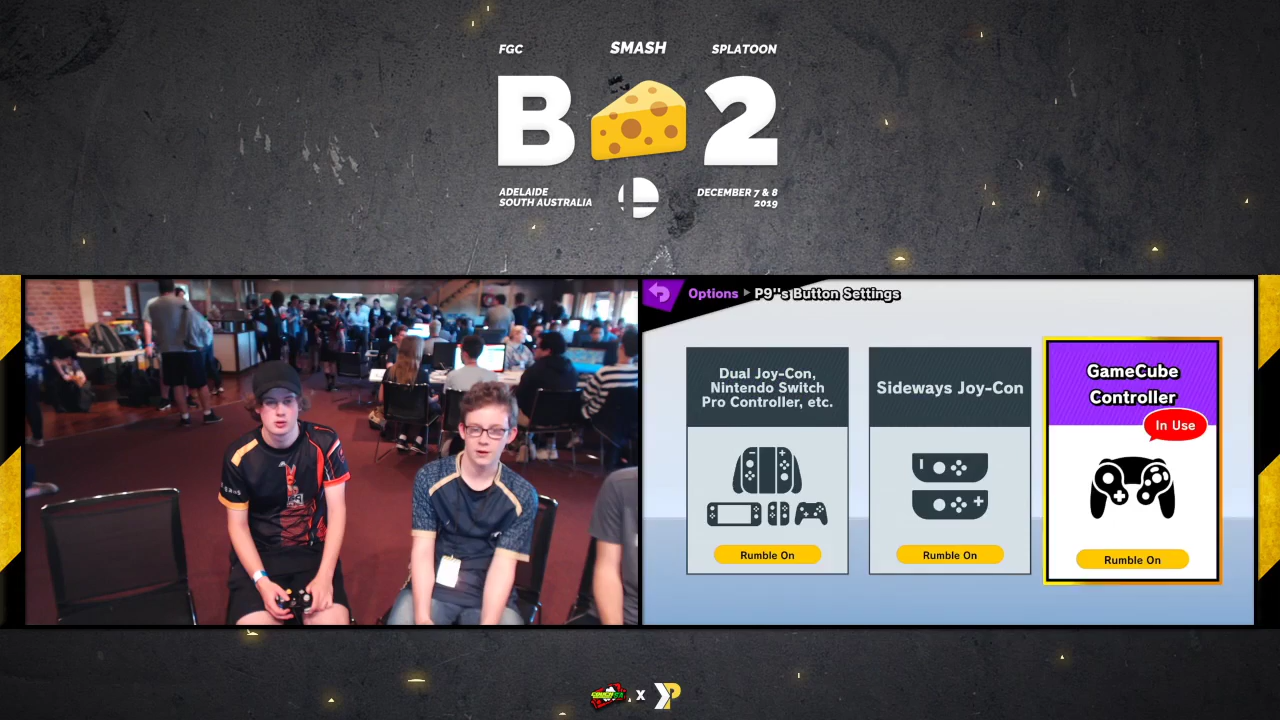 FGC
SMASH
SPLATOON
B 2
ADELAIDE
SOUTH AUSTRALIA
DECEMBER 7 & 8
2019
Options ▸ P9''s Button Settings
Dual Joy-Con,
Nintendo Switch
Pro Controller, etc.
Rumble On
Sideways Joy-Con
Rumble On
GameCube
Controller
In Use
Rumble On
X
XP